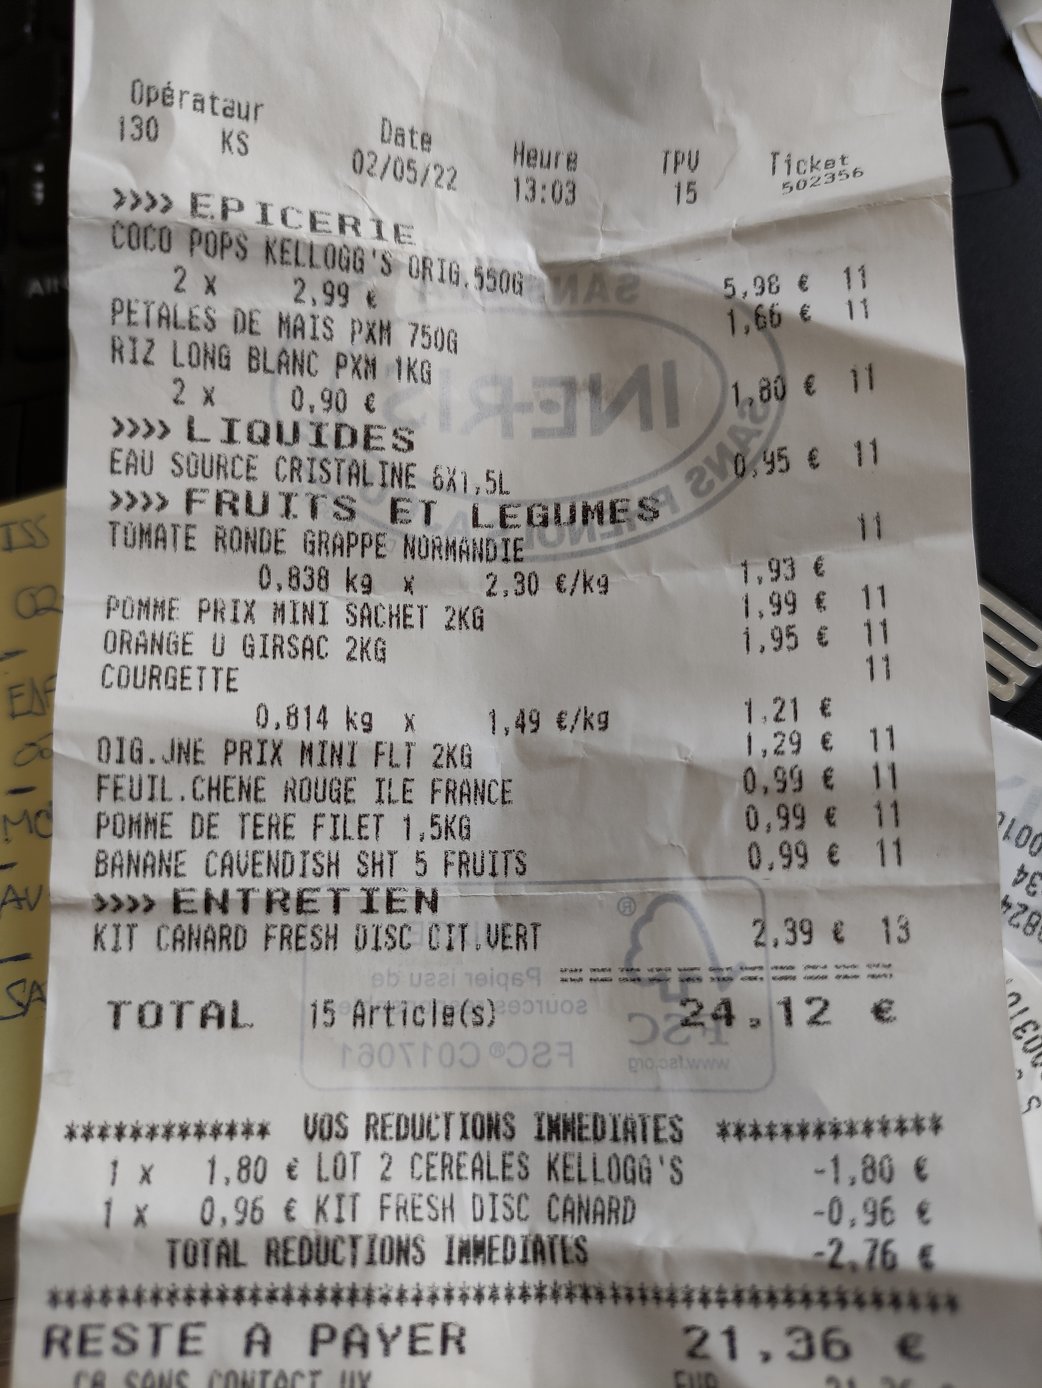 Opérateur Date Heure TPU Ticket
130 KS 02/05/22 13:03 15 502356
>>>> EPICERIE
COCO POPS KELLOGG'S ORIG.550G
2 x 2,99 € 5,98 € 11
PETALES DE MAIS PXM 750G 1,66 € 11
RIZ LONG BLANC PXM 1KG
2 x 0,90 € 1,80 € 11
>>>> LIQUIDES
EAU SOURCE CRISTALINE 6X1,5L 0,95 € 11
>>>> FRUITS ET LEGUMES
TOMATE RONDE GRAPPE NORMANDIE 11
0,838 kg x 2,30 €/kg 1,93 €
POMME PRIX MINI SACHET 2KG 1,99 € 11
ORANGE U GIRSAC 2KG 1,95 € 11
COURGETTE 11
0,814 kg x 1,49 €/kg 1,21 €
OIG.JNE PRIX MINI FLT 2KG 1,29 € 11
FEUIL.CHENE ROUGE ILE FRANCE 0,99 € 11
POMME DE TERE FILET 1,5KG 0,99 € 11
BANANE CAVENDISH SHT 5 FRUITS 0,99 € 11
>>>> ENTRETIEN
KIT CANARD FRESH DISC CIT.VERT 2,39 € 13
TOTAL 15 Article(s) 24,12 €
************* VOS REDUCTIONS IMMEDIATES **************
1 x 1,80 € LOT 2 CEREALES KELLOGG'S -1,80 €
1 x 0,96 € KIT FRESH DISC CANARD -0,96 €
TOTAL REDUCTIONS IMMEDIATES -2,76 €
RESTE A PAYER 21,36 €
CB SANS CONTACT UX EUR 21,36 €